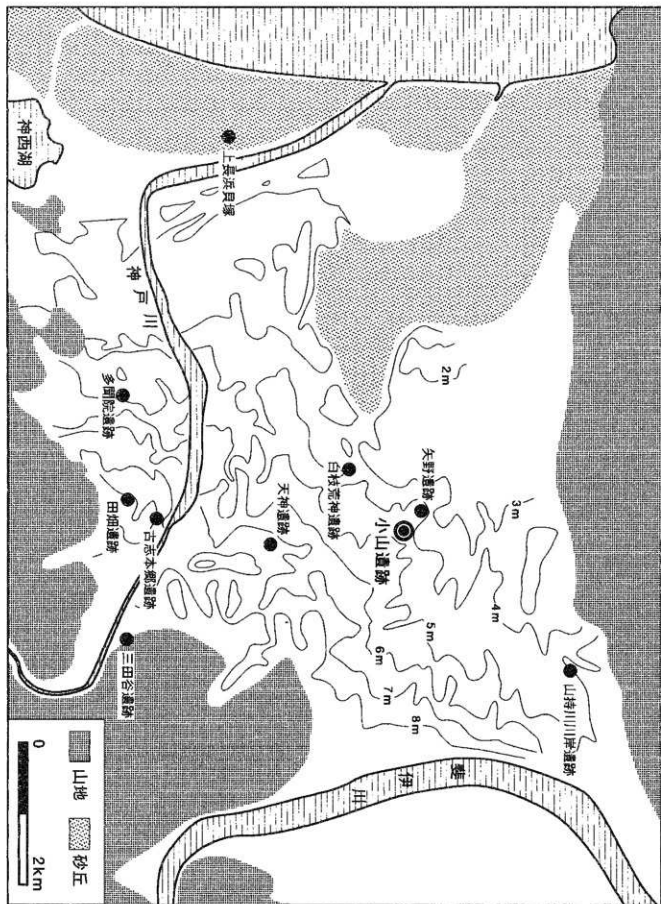 神西湖
上長浜貝塚
神戸川
多聞院遺跡
田畑遺跡
古志本郷遺跡
三田谷遺跡
天神遺跡
白枝荒神遺跡
矢野遺跡
小山遺跡
山持川川岸遺跡
斐伊川
2m
3m
4m
5m
6m
7m
8m
山地
砂丘
0
2km